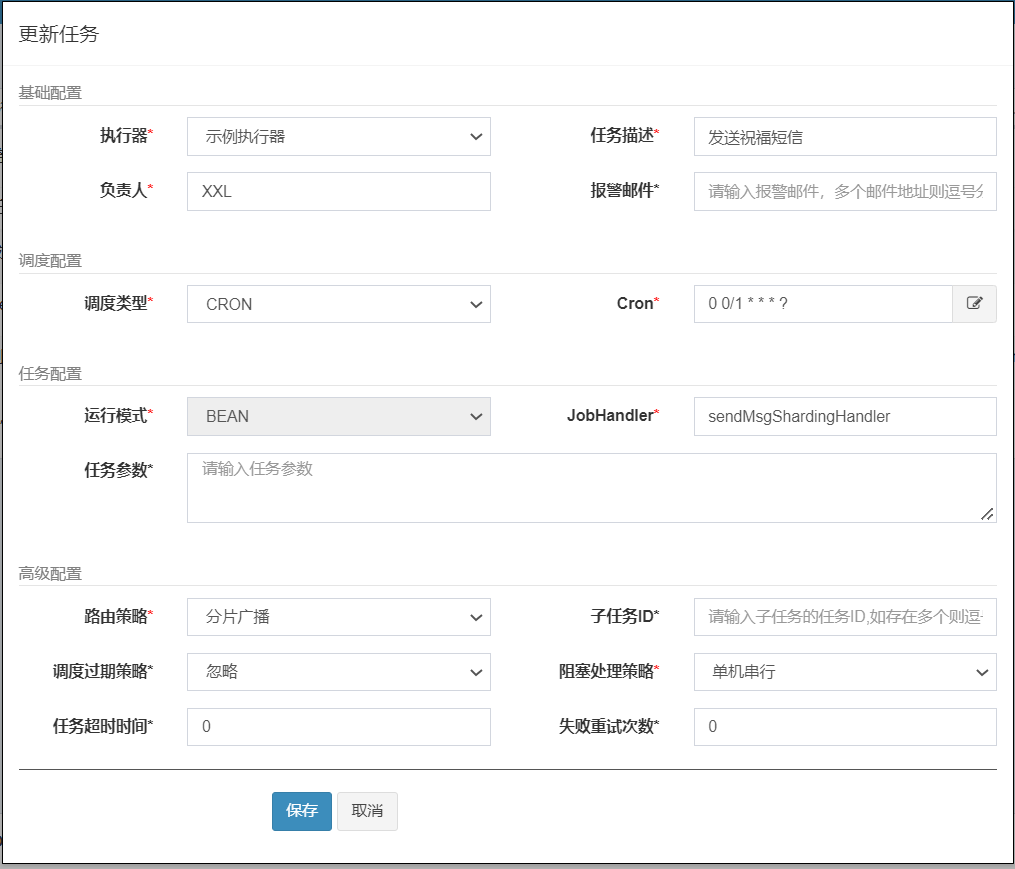 更新任务
基础配置
执行器* 示例执行器 任务描述* 发送祝福短信
负责人* XXL 报警邮件* 请输入报警邮件，多个邮件地址则逗号
调度配置
调度类型* CRON Cron* 0 0/1 * * * ?
任务配置
运行模式* BEAN JobHandler* sendMsgShardingHandler
任务参数* 请输入任务参数
高级配置
路由策略* 分片广播 子任务ID* 请输入子任务的任务ID,如存在多个则逗
调度过期策略* 忽略 阻塞处理策略* 单机串行
任务超时时间* 0 失败重试次数* 0
保存 取消